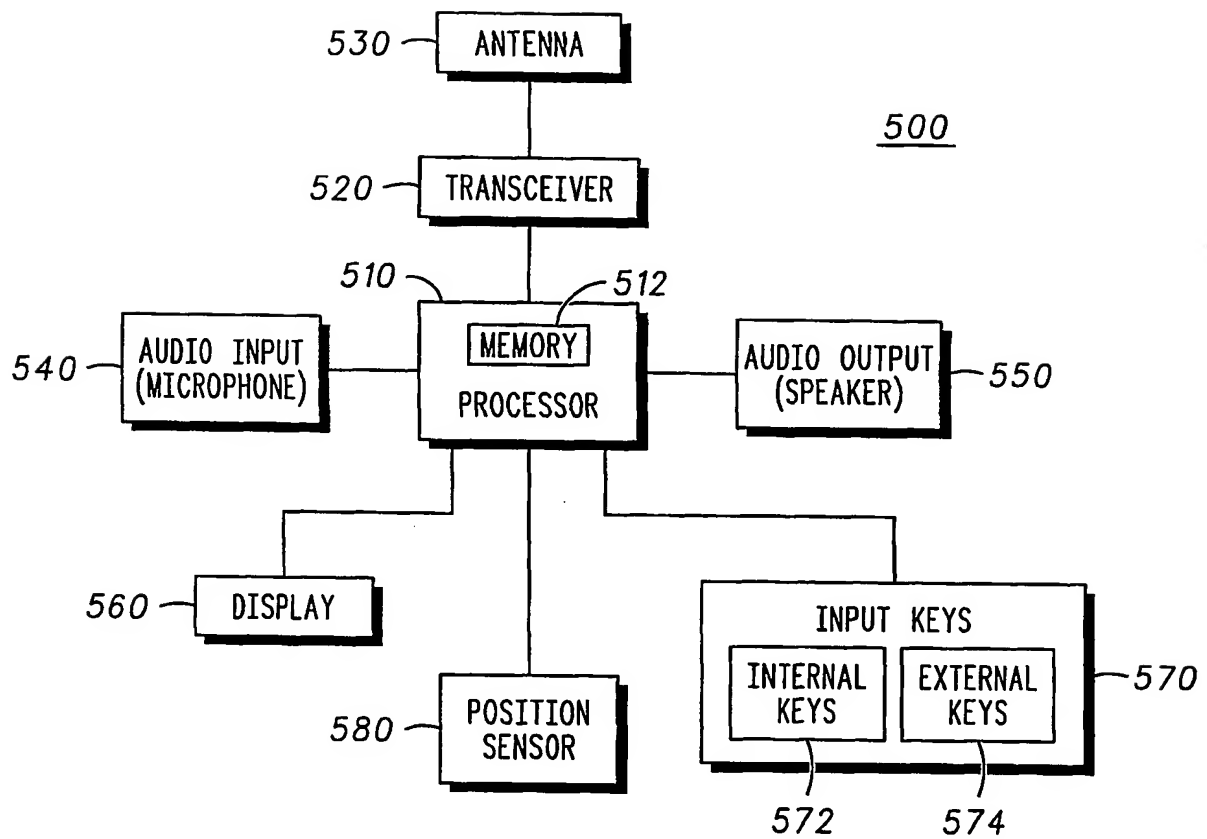 530
ANTENNA
500
520
TRANSCEIVER
510
512
MEMORY
PROCESSOR
540
AUDIO INPUT
(MICROPHONE)
AUDIO OUTPUT
(SPEAKER)
550
560
DISPLAY
580
POSITION
SENSOR
INPUT KEYS
INTERNAL
KEYS
EXTERNAL
KEYS
570
572
574